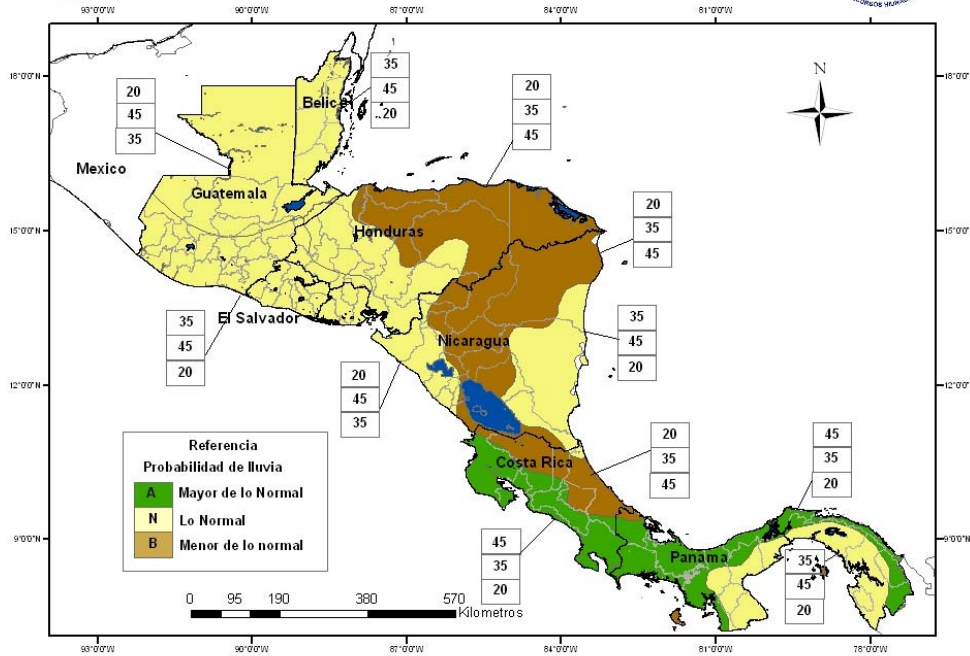 RECURSOS HUMANOS
93°0'0"W 90°0'0"W 87°0'0"W 84°0'0"W 81°0'0"W 78°0'0"W
18°0'0"N
18°0'0"N
N
35
45
20
20
45
35
20
35
45
Belice
Mexico
Guatemala
15°0'0"N
15°0'0"N
Honduras
20
35
45
El Salvador
35
45
20
Nicaragua
35
45
20
12°0'0"N
12°0'0"N
20
45
35
Referencia
Probabilidad de lluvia
A Mayor de lo Normal
N Lo Normal
B Menor de lo normal
Costa Rica
20
35
45
45
35
20
9°0'0"N
9°0'0"N
45
35
20
Panama
35
45
20
0 95 190 380 570
Kilometros
93°0'0"W 90°0'0"W 87°0'0"W 84°0'0"W 81°0'0"W 78°0'0"W